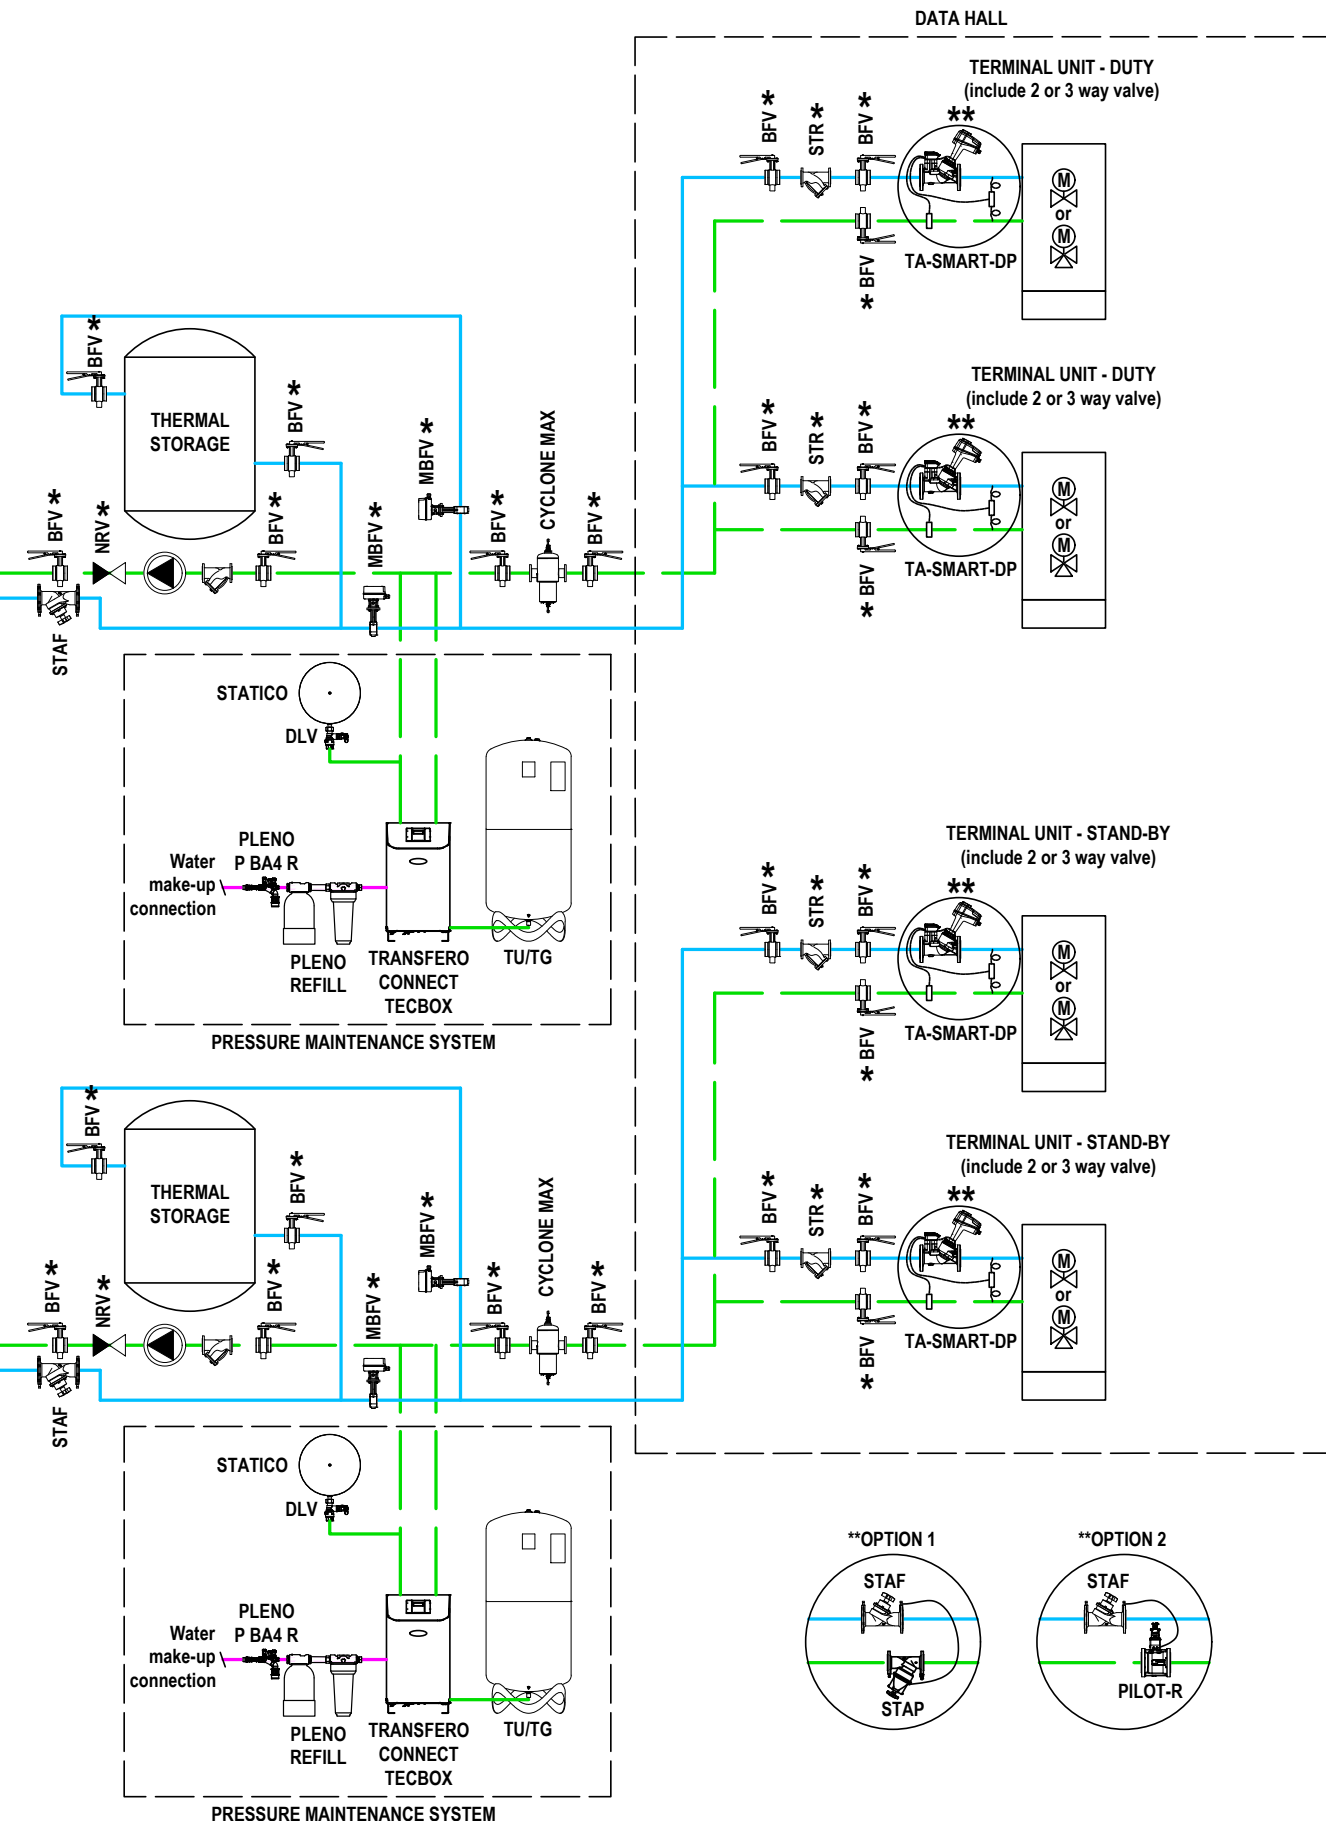 DATA HALL
TERMINAL UNIT - DUTY
(include 2 or 3 way valve)
BFV *
STR *
BFV *
**
M
or
M
TA-SMART-DP
* BFV
TERMINAL UNIT - DUTY
(include 2 or 3 way valve)
BFV *
STR *
BFV *
**
M
or
M
TA-SMART-DP
* BFV
BFV *
THERMAL
STORAGE
BFV *
MBFV *
CYCLONE MAX
BFV *
NRV *
BFV *
MBFV *
BFV *
BFV *
STAF
STATICO
DLV
PLENO
P BA4 R
Water
make-up
connection
PLENO
REFILL
TRANSFERO
CONNECT
TECBOX
TU/TG
PRESSURE MAINTENANCE SYSTEM
TERMINAL UNIT - STAND-BY
(include 2 or 3 way valve)
BFV *
STR *
BFV *
**
M
or
M
TA-SMART-DP
* BFV
TERMINAL UNIT - STAND-BY
(include 2 or 3 way valve)
BFV *
STR *
BFV *
**
M
or
M
TA-SMART-DP
* BFV
BFV *
THERMAL
STORAGE
BFV *
MBFV *
CYCLONE MAX
BFV *
NRV *
BFV *
MBFV *
BFV *
BFV *
STAF
STATICO
DLV
PLENO
P BA4 R
Water
make-up
connection
PLENO
REFILL
TRANSFERO
CONNECT
TECBOX
TU/TG
PRESSURE MAINTENANCE SYSTEM
**OPTION 1
STAF
STAP
**OPTION 2
STAF
PILOT-R